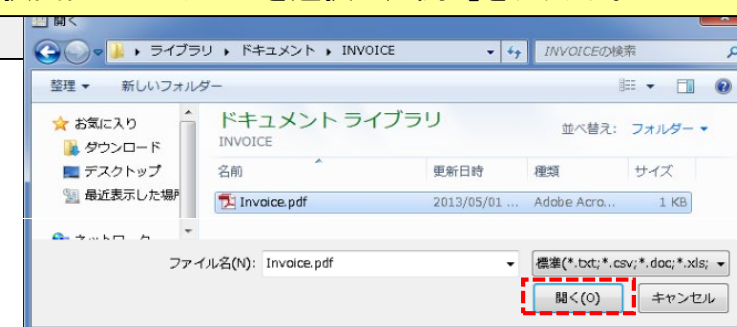 開く
ライブラリ ▸ ドキュメント ▸ INVOICE
INVOICEの検索
整理 新しいフォルダー
お気に入り
ダウンロード
デスクトップ
最近表示した場所
ドキュメント ライブラリ
INVOICE
並べ替え: フォルダー
名前 更新日時 種類 サイズ
Invoice.pdf 2013/05/01 ... Adobe Acro... 1 KB
ファイル名(N): Invoice.pdf
標準(*.txt;*.csv;*.doc;*.xls;
開く(O) キャンセル